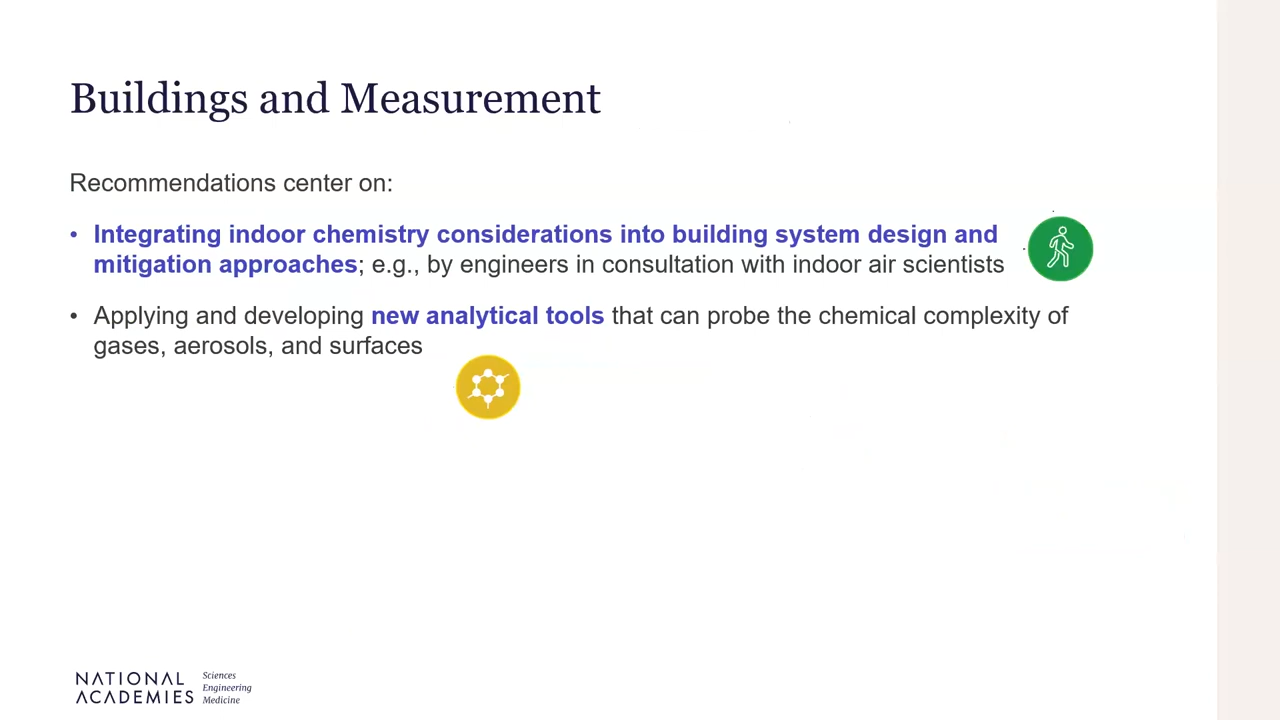 Buildings and Measurement
Recommendations center on:
• Integrating indoor chemistry considerations into building system design and
mitigation approaches; e.g., by engineers in consultation with indoor air scientists
• Applying and developing new analytical tools that can probe the chemical complexity of
gases, aerosols, and surfaces
NATIONAL
ACADEMIES
Sciences
Engineering
Medicine